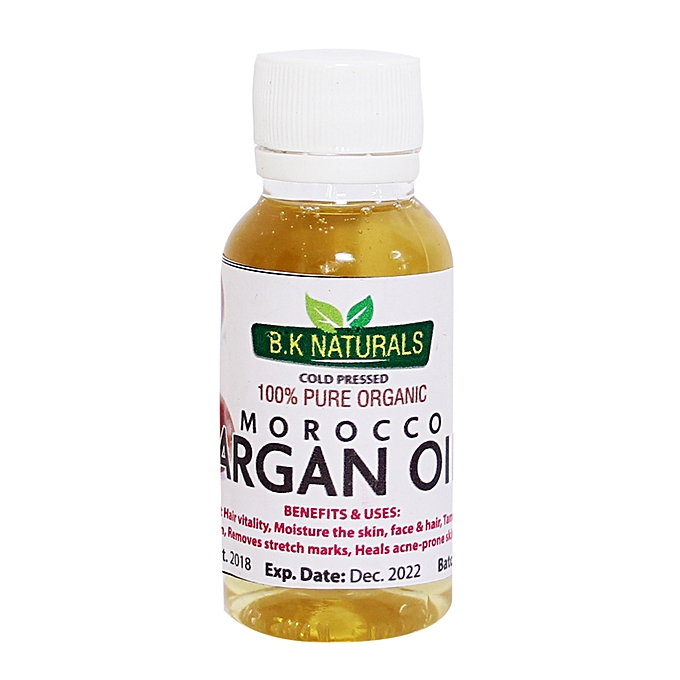 B.K NATURALS
COLD PRESSED
100% PURE ORGANIC
MOROCCO
ARGAN OI
BENEFITS & USES:
Hair vitality, Moisture the skin, face & hair,
Removes stretch marks, Heals acne-prone
2018 Exp. Date: Dec. 2022